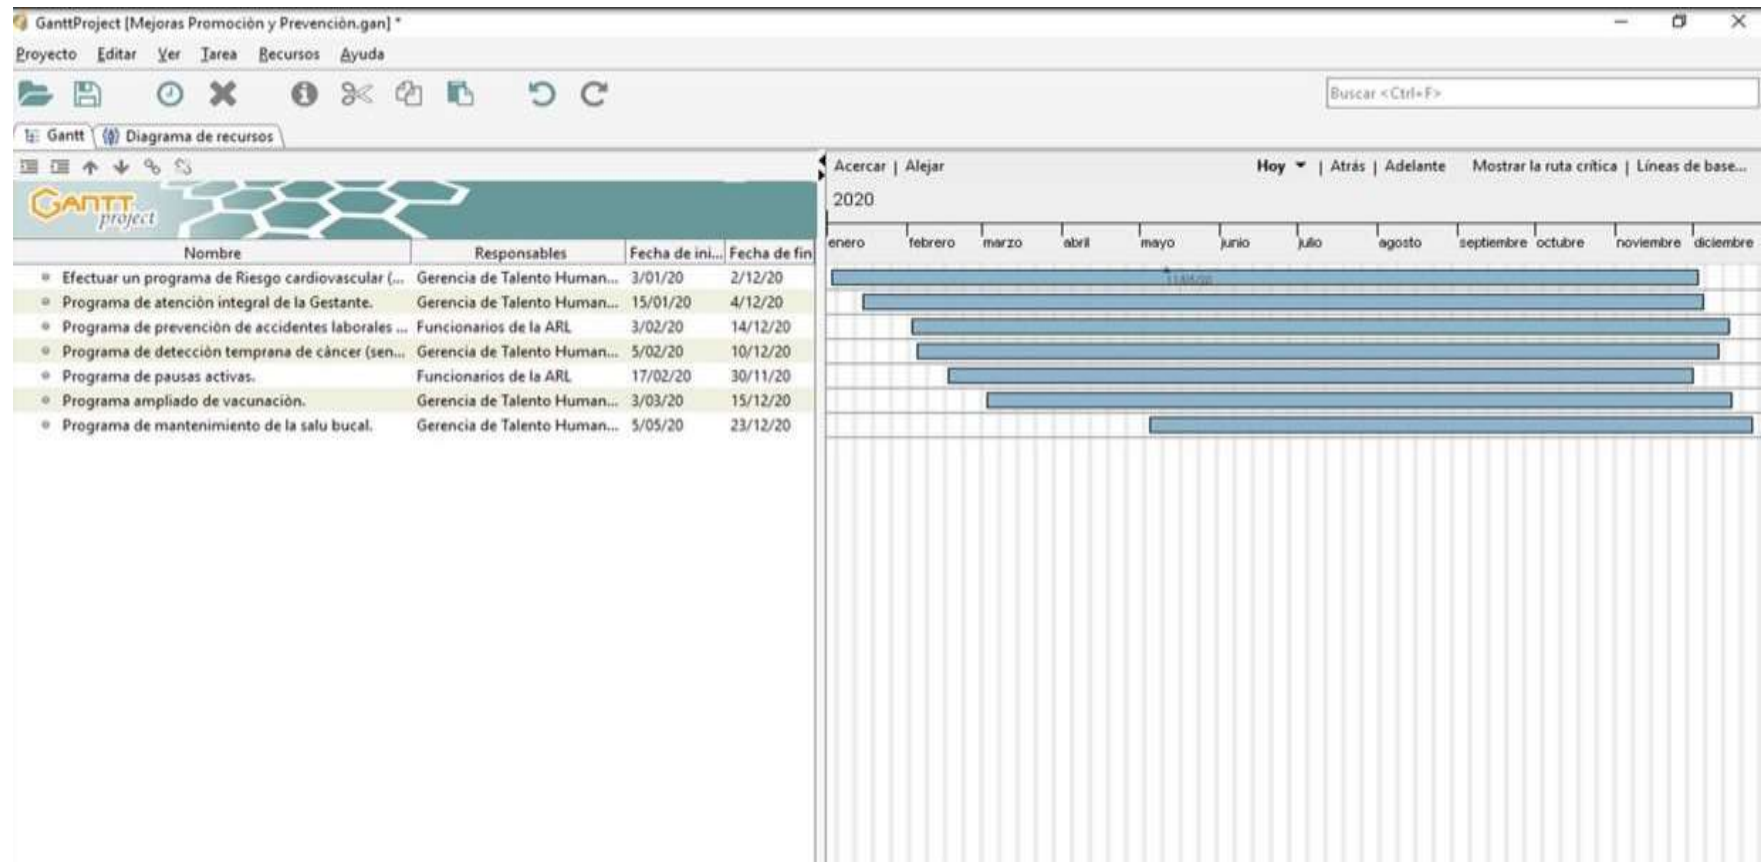 GanttProject [Mejoras Promoción y Prevención.gan] *
Proyecto Editar Ver Tarea Recursos Ayuda
Buscar <Ctrl+F>
Gantt Diagrama de recursos
Acercar | Alejar Hoy | Atrás | Adelante Mostrar la ruta crítica | Líneas de base...
GANTT project
2020
enero febrero marzo abril mayo junio julio agosto septiembre octubre noviembre diciembre
Nombre Responsables Fecha de ini... Fecha de fin
Efectuar un programa de Riesgo cardiovascular (... Gerencia de Talento Human... 3/01/20 2/12/20
11/05/20
Programa de atención integral de la Gestante. Gerencia de Talento Human... 15/01/20 4/12/20
Programa de prevención de accidentes laborales ... Funcionarios de la ARL 3/02/20 14/12/20
Programa de detección temprana de càncer (sen... Gerencia de Talento Human... 5/02/20 10/12/20
Programa de pausas activas. Funcionarios de la ARL 17/02/20 30/11/20
Programa ampliado de vacunaciòn. Gerencia de Talento Human... 3/03/20 15/12/20
Programa de mantenimiento de la salu bucal. Gerencia de Talento Human... 5/05/20 23/12/20